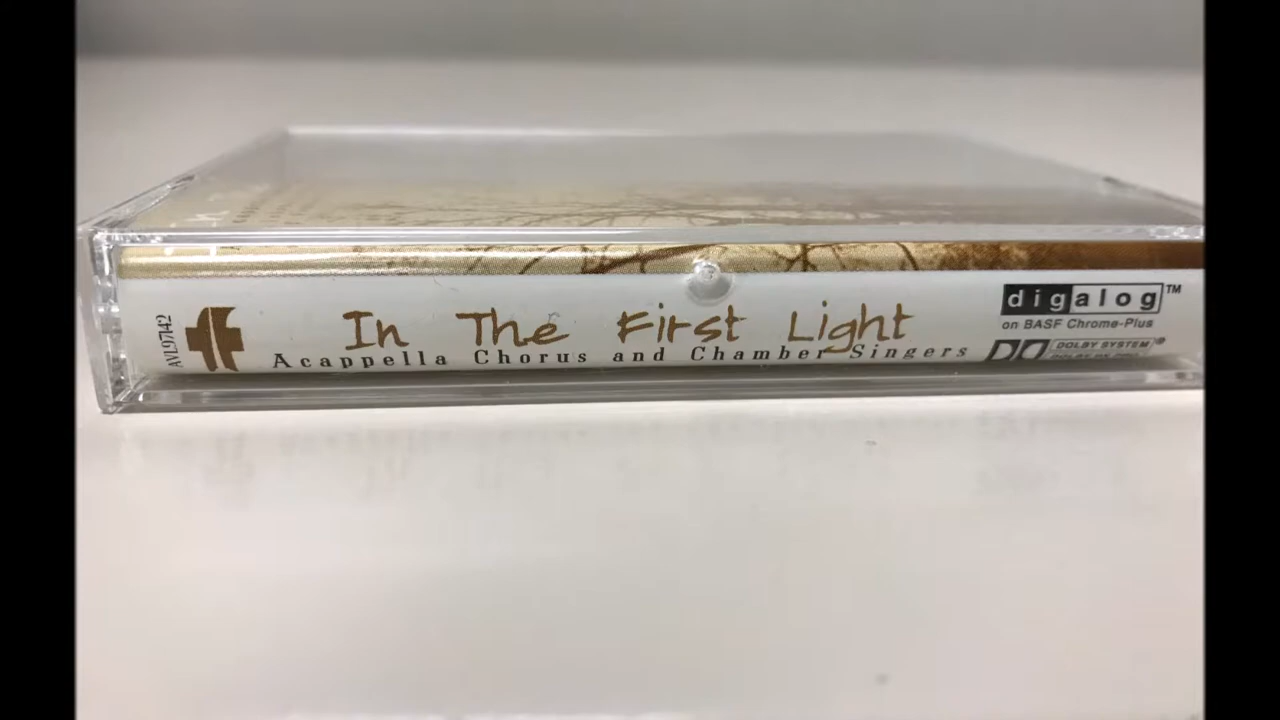 AVL97142
In The First Light
Acappella Chorus and Chamber Singers
digalog™
on BASF Chrome-Plus
DOLBY SYSTEM®